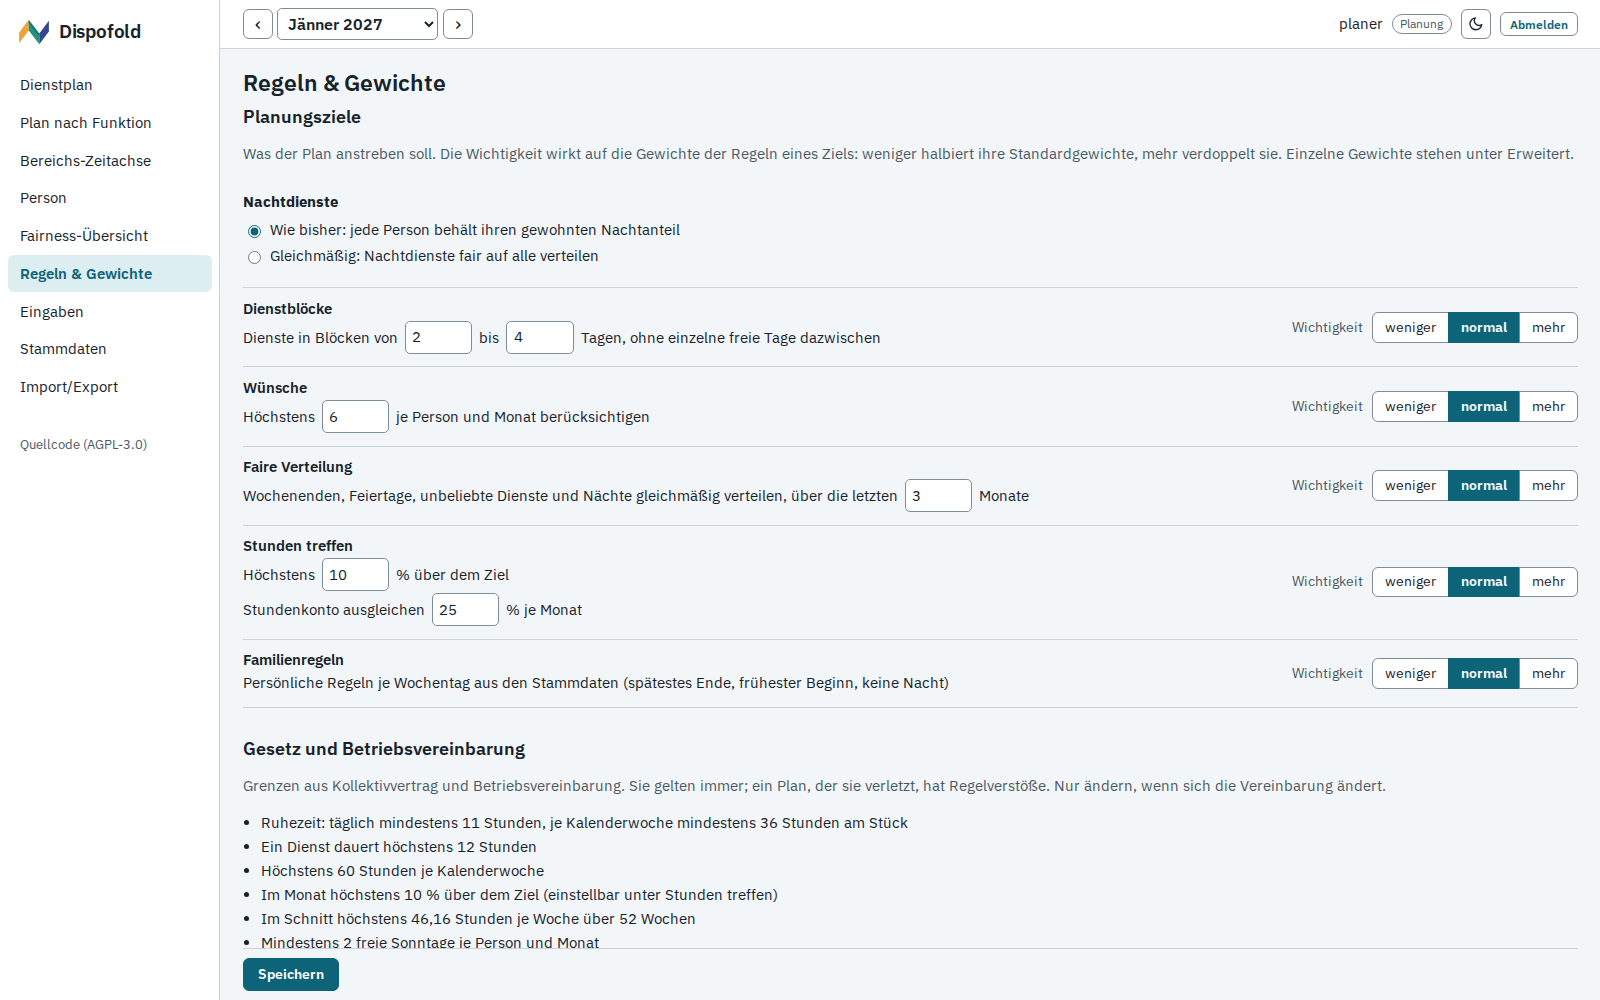 Dispofold
Dienstplan
Plan nach Funktion
Bereichs-Zeitachse
Person
Fairness-Übersicht
Regeln & Gewichte
Eingaben
Stammdaten
Import/Export
Quellcode (AGPL-3.0)
‹ Jänner 2027 ›
planer Planung Abmelden
Regeln & Gewichte
Planungsziele
Was der Plan anstreben soll. Die Wichtigkeit wirkt auf die Gewichte der Regeln eines Ziels: weniger halbiert ihre Standardgewichte, mehr verdoppelt sie. Einzelne Gewichte stehen unter Erweitert.
Nachtdienste
Wie bisher: jede Person behält ihren gewohnten Nachtanteil
Gleichmäßig: Nachtdienste fair auf alle verteilen
Dienstblöcke
Dienste in Blöcken von 2 bis 4 Tagen, ohne einzelne freie Tage dazwischen
Wichtigkeit weniger normal mehr
Wünsche
Höchstens 6 je Person und Monat berücksichtigen
Wichtigkeit weniger normal mehr
Faire Verteilung
Wochenenden, Feiertage, unbeliebte Dienste und Nächte gleichmäßig verteilen, über die letzten 3 Monate
Wichtigkeit weniger normal mehr
Stunden treffen
Höchstens 10 % über dem Ziel
Stundenkonto ausgleichen 25 % je Monat
Wichtigkeit weniger normal mehr
Familienregeln
Persönliche Regeln je Wochentag aus den Stammdaten (spätestes Ende, frühester Beginn, keine Nacht)
Wichtigkeit weniger normal mehr
Gesetz und Betriebsvereinbarung
Grenzen aus Kollektivvertrag und Betriebsvereinbarung. Sie gelten immer; ein Plan, der sie verletzt, hat Regelverstöße. Nur ändern, wenn sich die Vereinbarung ändert.
• Ruhezeit: täglich mindestens 11 Stunden, je Kalenderwoche mindestens 36 Stunden am Stück
• Ein Dienst dauert höchstens 12 Stunden
• Höchstens 60 Stunden je Kalenderwoche
• Im Monat höchstens 10 % über dem Ziel (einstellbar unter Stunden treffen)
• Im Schnitt höchstens 46,16 Stunden je Woche über 52 Wochen
• Mindestens 2 freie Sonntage je Person und Monat
Speichern